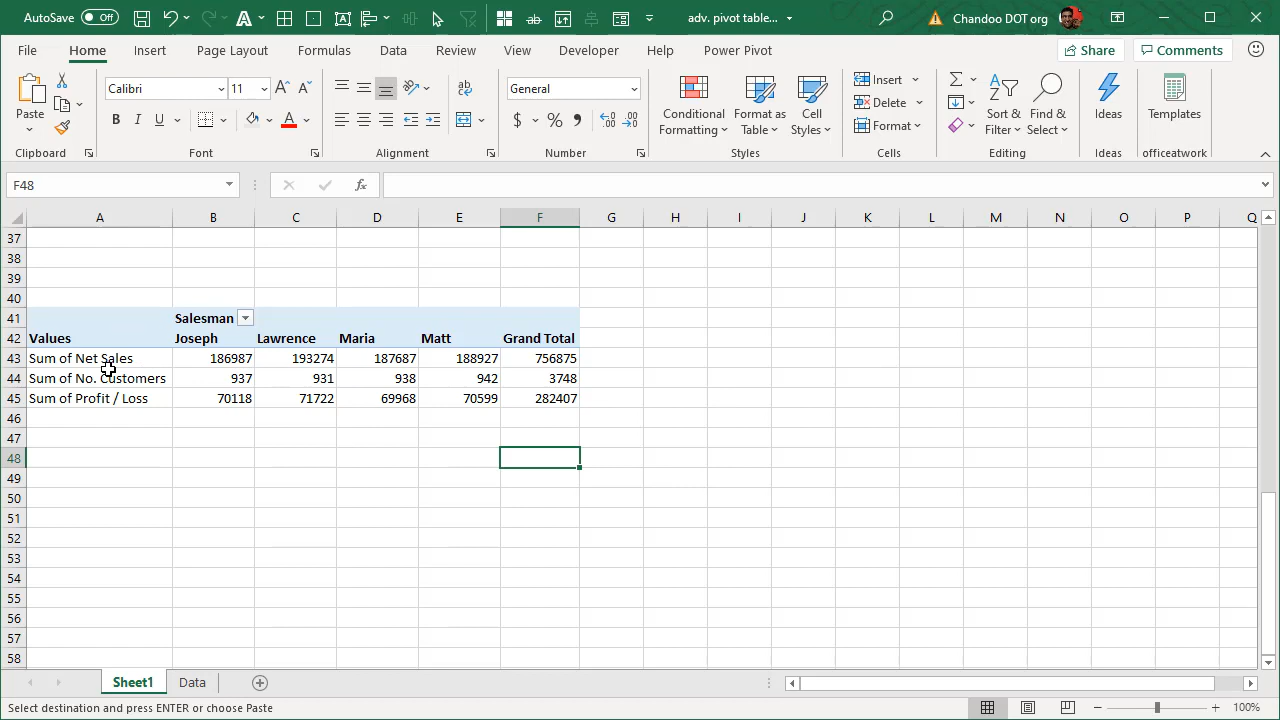 AutoSave Off adv. pivot table... Chandoo DOT org
File Home Insert Page Layout Formulas Data Review View Developer Help Power Pivot Share Comments
Calibri 11 General Insert
Paste Conditional Formatting Format as Table Cell Styles Delete Sort & Filter Find & Select Ideas Templates
Format
Clipboard Font Alignment Number Styles Cells Editing Ideas officeatwork
F48 fx
A B C D E F G H I J K L M N O P Q
37
38
39
40
41 Salesman
42 Values Joseph Lawrence Maria Matt Grand Total
43 Sum of Net Sales 186987 193274 187687 188927 756875
44 Sum of No. Customers 937 931 938 942 3748
45 Sum of Profit / Loss 70118 71722 69968 70599 282407
46
47
48
49
50
51
52
53
54
55
56
57
58
Sheet1 Data
Select destination and press ENTER or choose Paste 100%